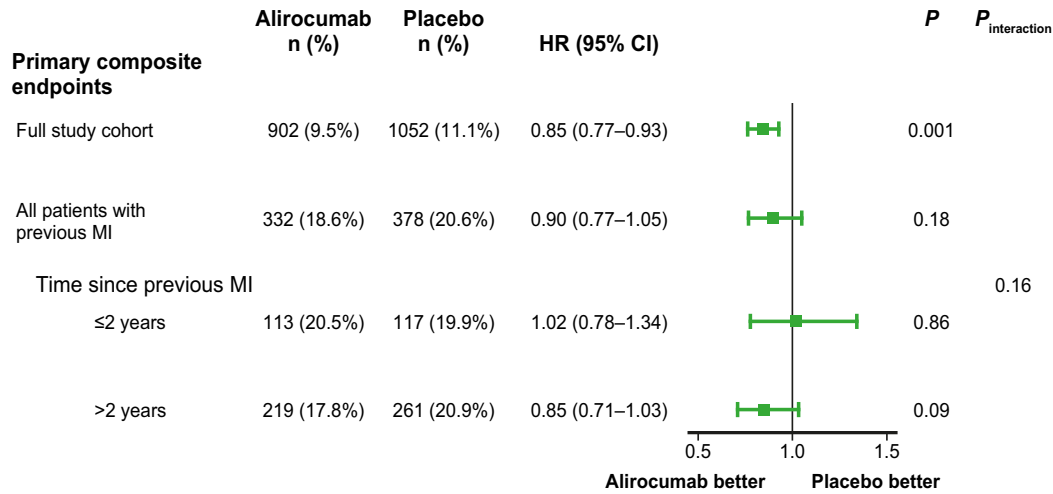 Alirocumab n (%) Placebo n (%) HR (95% CI) P P interaction
Primary composite
endpoints
Full study cohort 902 (9.5%) 1052 (11.1%) 0.85 (0.77–0.93) 0.001
All patients with
previous MI 332 (18.6%) 378 (20.6%) 0.90 (0.77–1.05) 0.18
Time since previous MI 0.16
≤2 years 113 (20.5%) 117 (19.9%) 1.02 (0.78–1.34) 0.86
>2 years 219 (17.8%) 261 (20.9%) 0.85 (0.71–1.03) 0.09
0.5 1.0 1.5
Alirocumab better Placebo better